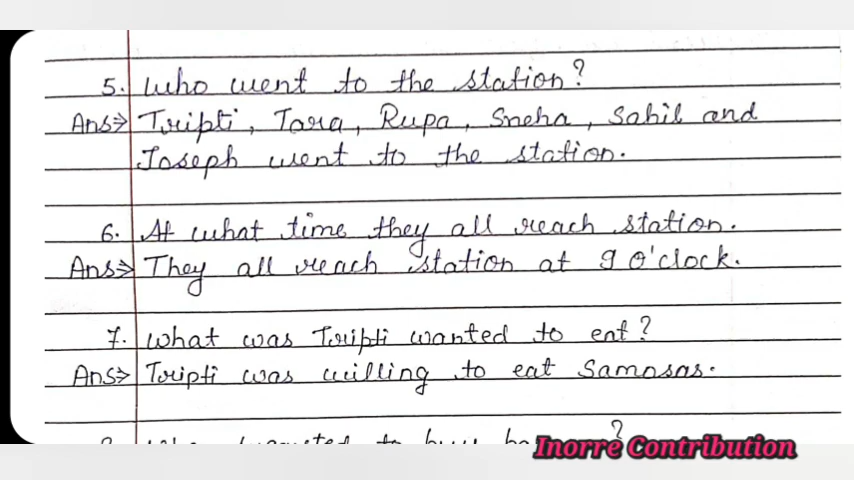 5. Who went to the station?
Ans⇒ Tripti, Tara, Rupa, Sneha, Sahil and
Joseph went to the station.
6. At what time they all reach station.
Ans⇒ They all reach station at 9 o'clock.
7. What was Tripti wanted to eat?
Ans⇒ Tripti was willing to eat Samosas.
to buy ?
Inorre Contribution